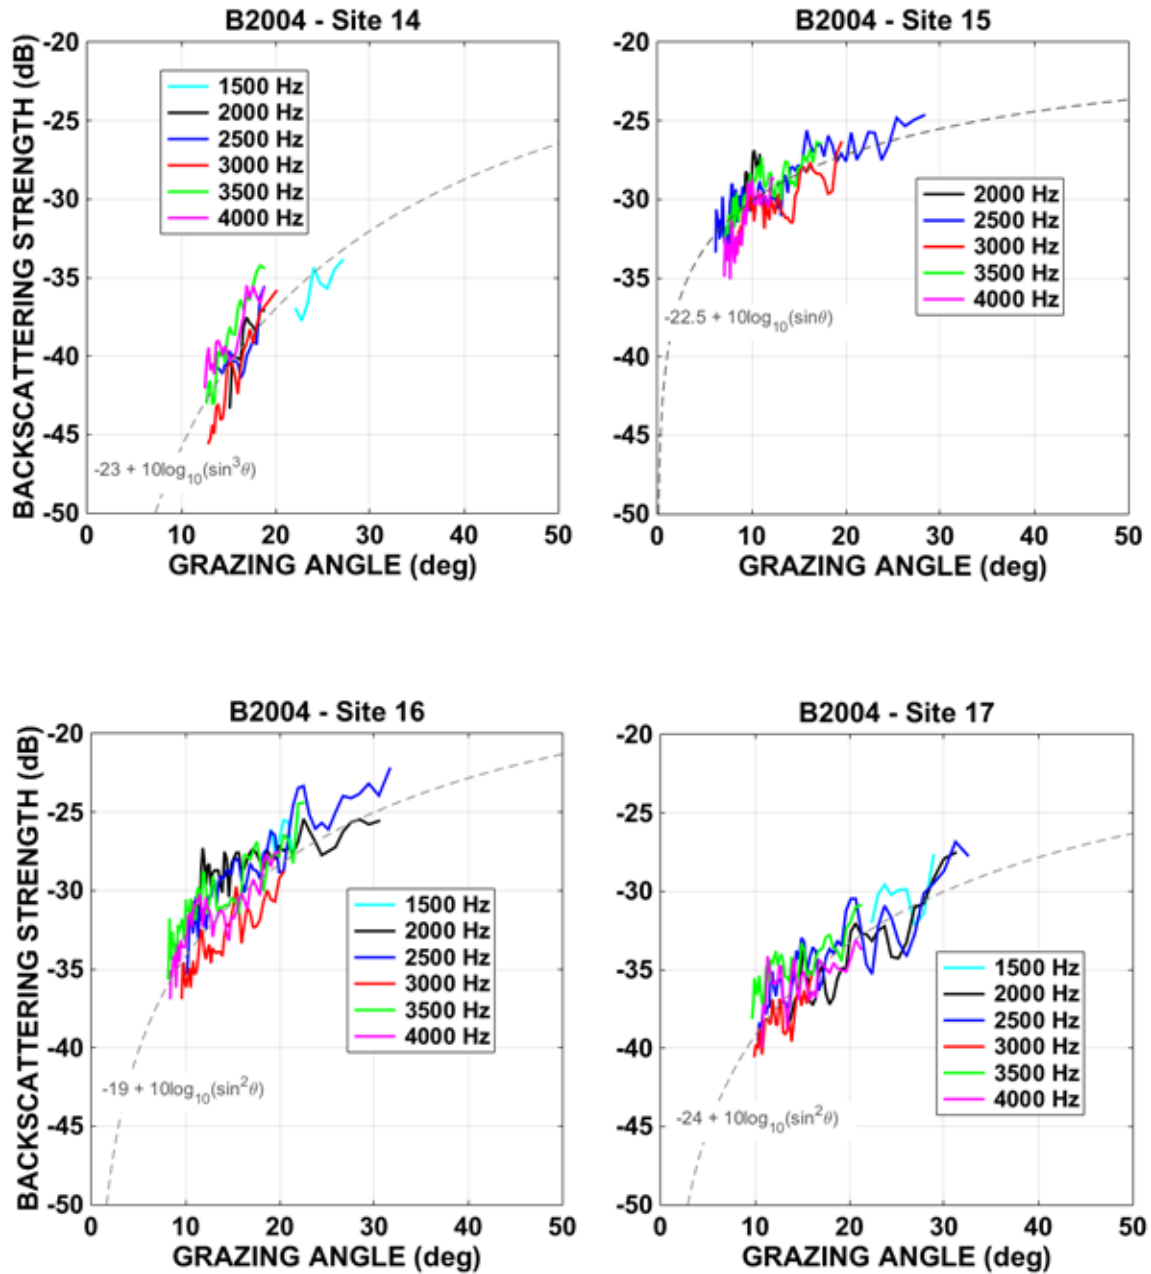 B2004 - Site 14
BACKSCATTERING STRENGTH (dB)
-20
-25
-30
-35
-40
-45
-50
1500 Hz
2000 Hz
2500 Hz
3000 Hz
3500 Hz
4000 Hz
-23 + 10log10(sin3θ)
0 10 20 30 40 50
GRAZING ANGLE (deg)
B2004 - Site 15
-20
-25
-30
-35
-40
-45
-50
2000 Hz
2500 Hz
3000 Hz
3500 Hz
4000 Hz
-22.5 + 10log10(sinθ)
0 10 20 30 40 50
GRAZING ANGLE (deg)
B2004 - Site 16
BACKSCATTERING STRENGTH (dB)
-20
-25
-30
-35
-40
-45
-50
1500 Hz
2000 Hz
2500 Hz
3000 Hz
3500 Hz
4000 Hz
-19 + 10log10(sin2θ)
0 10 20 30 40 50
GRAZING ANGLE (deg)
B2004 - Site 17
-20
-25
-30
-35
-40
-45
-50
1500 Hz
2000 Hz
2500 Hz
3000 Hz
3500 Hz
4000 Hz
-24 + 10log10(sin2θ)
0 10 20 30 40 50
GRAZING ANGLE (deg)